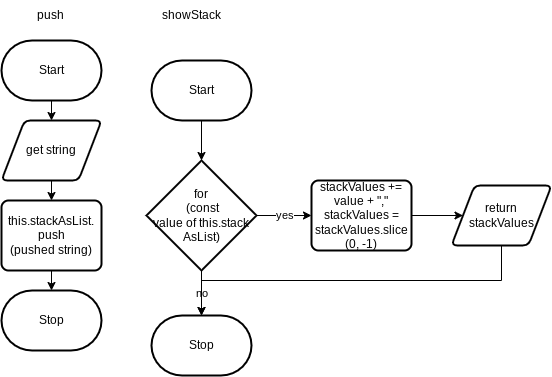 push
Start
get string
this.stackAsList.
push
(pushed string)
Stop
showStack
Start
for
(const
value of this.stack
AsList)
yes
stackValues +=
value + ","
stackValues =
stackValues.slice
(0, -1)
return
stackValues
no
Stop